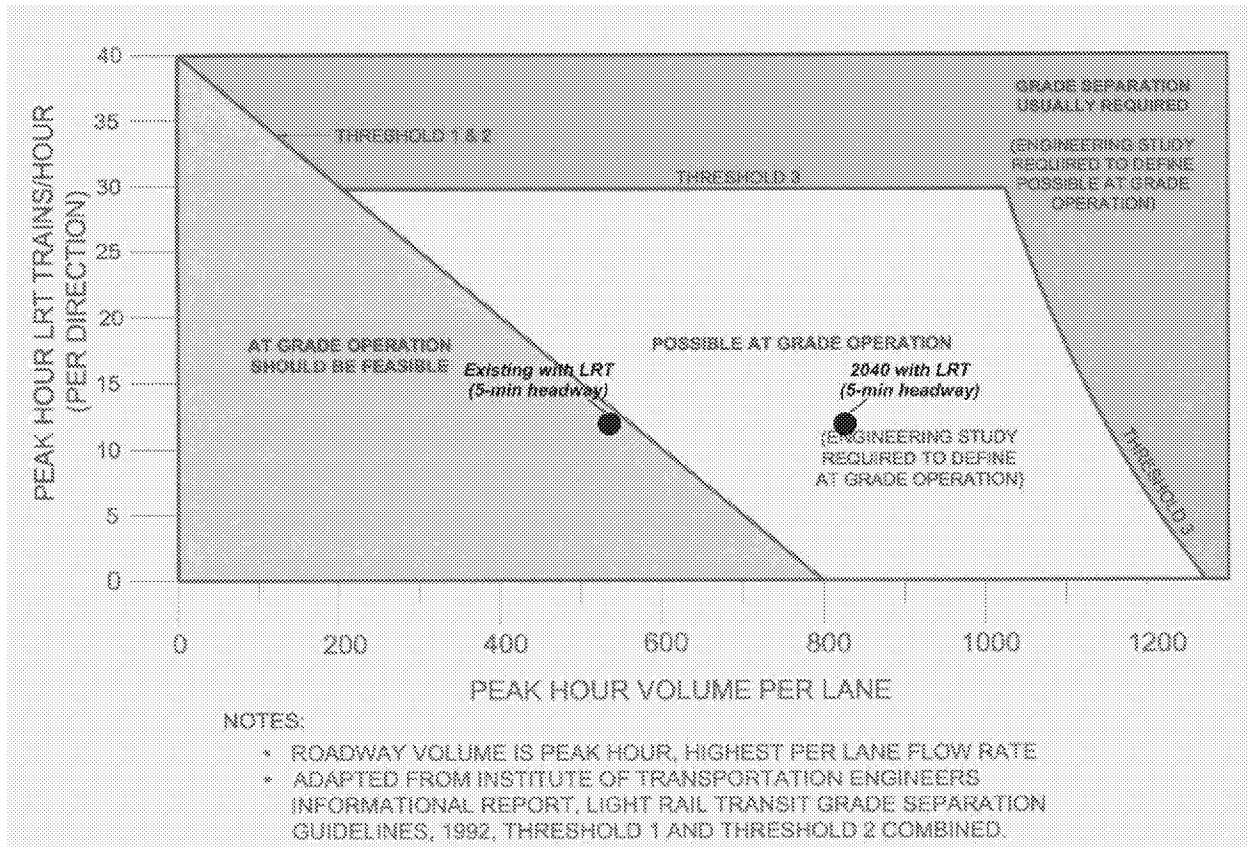 40
35
30
25
20
15
10
5
0
PEAK HOUR LRT TRAINS/HOUR
(PER DIRECTION)
GRADE SEPARATION
USUALLY REQUIRED
(ENGINEERING STUDY
REQUIRED TO DEFINE
POSSIBLE AT GRADE
OPERATION)
THRESHOLD 1 & 2
THRESHOLD 3
AT GRADE OPERATION
SHOULD BE FEASIBLE
Existing with LRT
(5-min headway)
POSSIBLE AT GRADE OPERATION
2040 with LRT
(5-min headway)
(ENGINEERING STUDY
REQUIRED TO DEFINE
AT GRADE OPERATION)
THRESHOLD 3
0 200 400 600 800 1000 1200
PEAK HOUR VOLUME PER LANE
NOTES:
• ROADWAY VOLUME IS PEAK HOUR, HIGHEST PER LANE FLOW RATE
• ADAPTED FROM INSTITUTE OF TRANSPORTATION ENGINEERS
INFORMATIONAL REPORT, LIGHT RAIL TRANSIT GRADE SEPARATION
GUIDELINES, 1992, THRESHOLD 1 AND THRESHOLD 2 COMBINED.